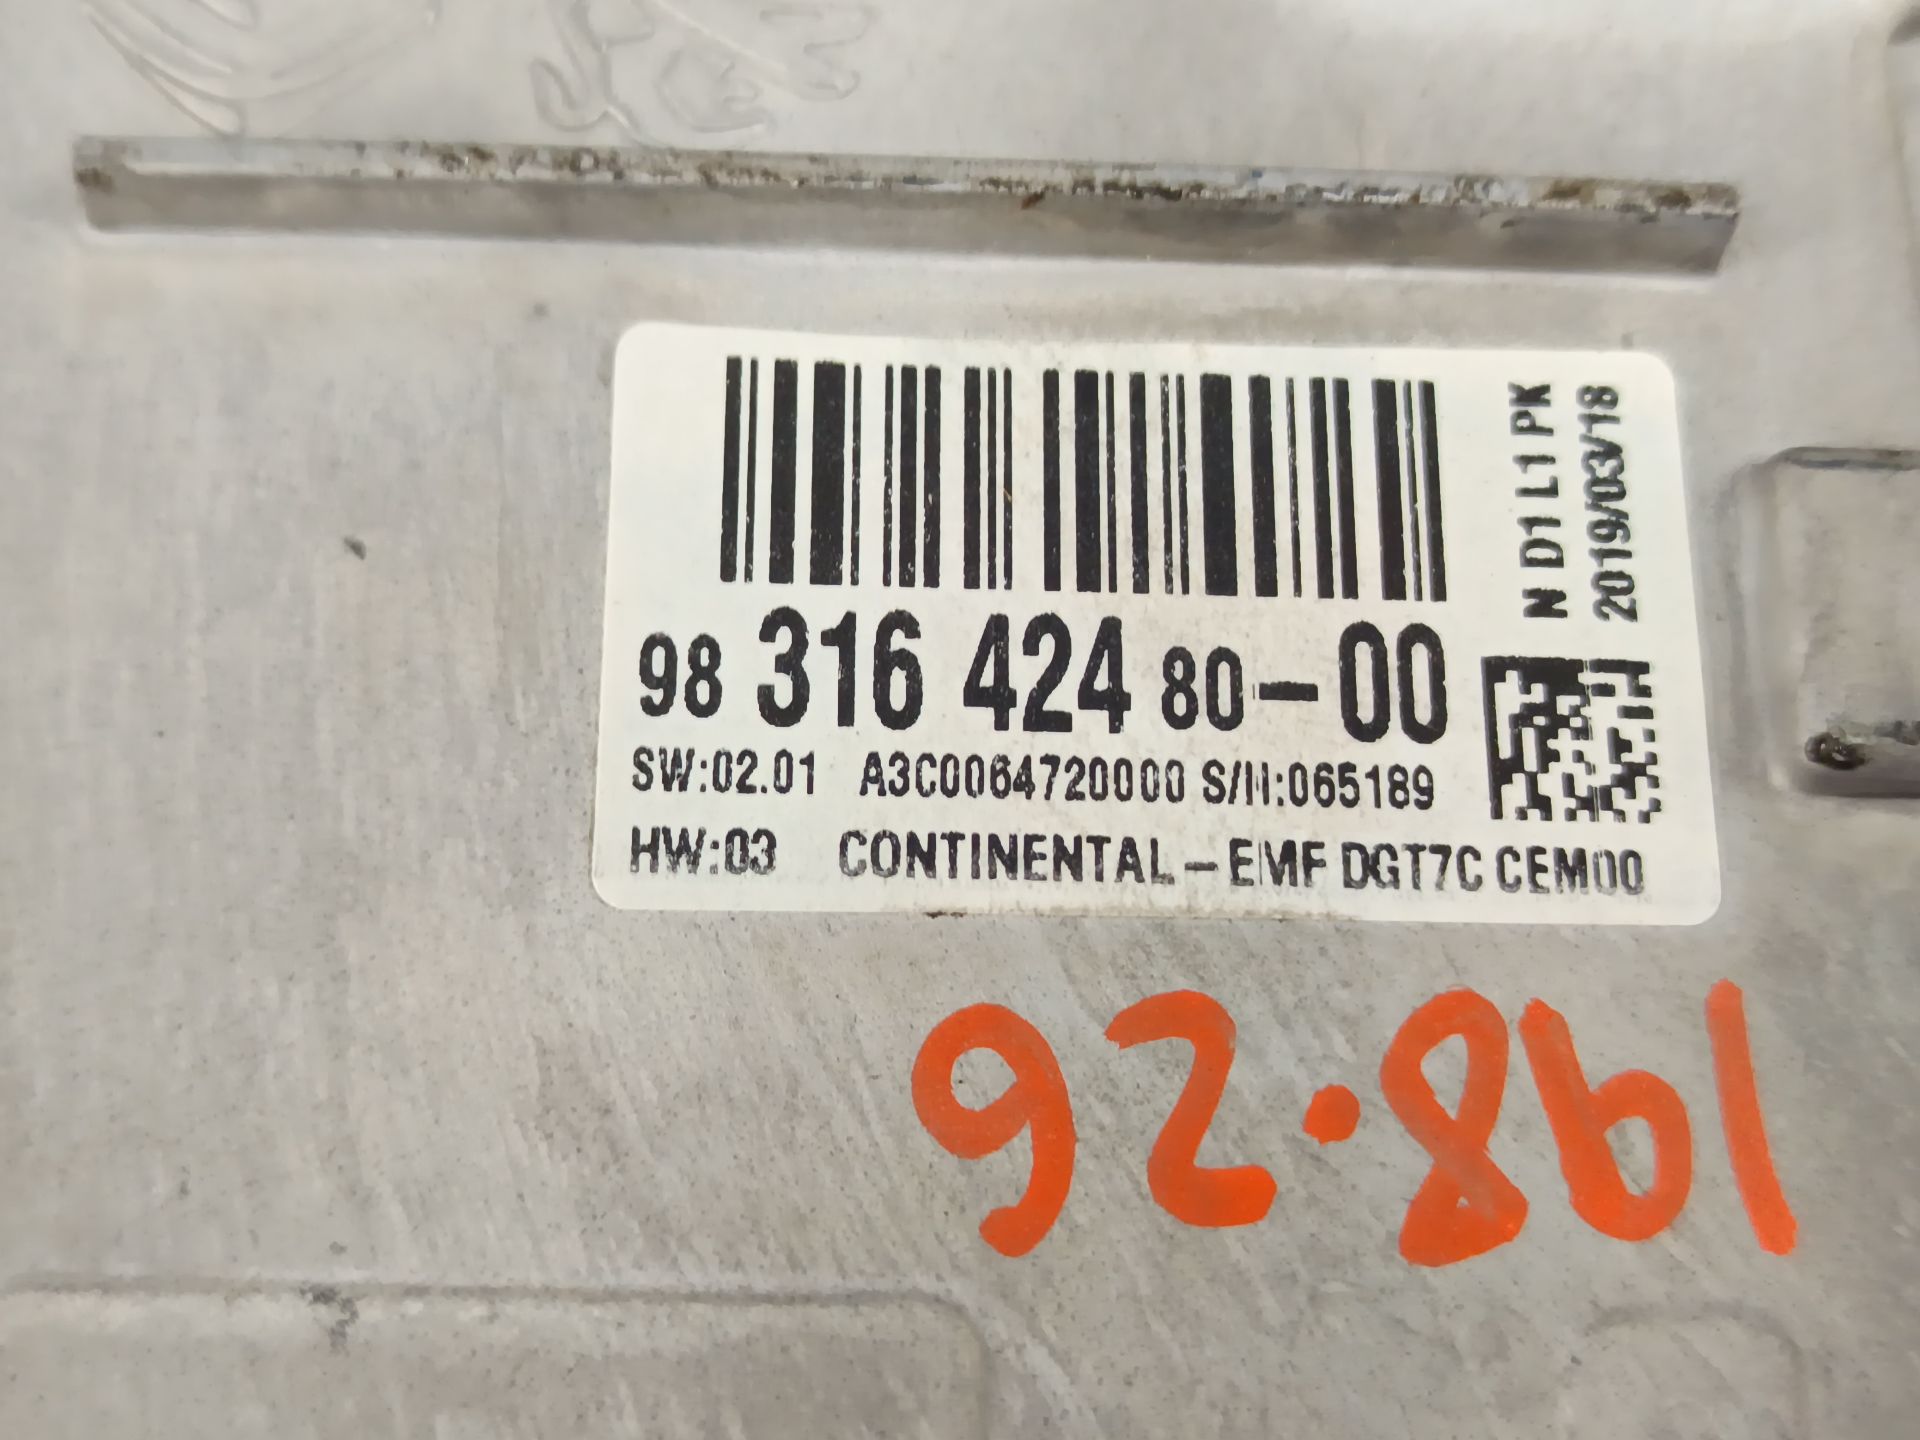 98 316 424 80-00
SW:02.01 A3C0064720000 S/N:065189
HW:03 CONTINENTAL-EMF DGT7C CEM00
N D1 L1 PK
2019/03/18
198.26